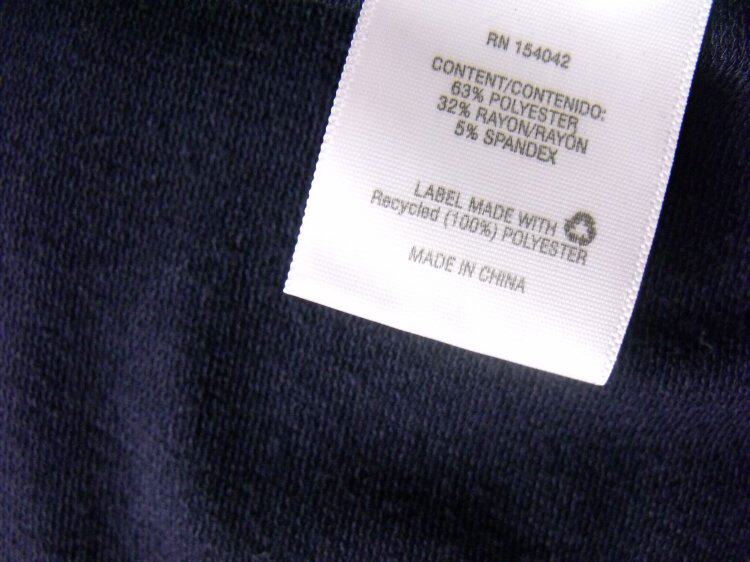 RN 154042
CONTENT/CONTENIDO:
63% POLYESTER
32% RAYON/RAYÓN
5% SPANDEX
LABEL MADE WITH
Recycled (100%) POLYESTER
MADE IN CHINA